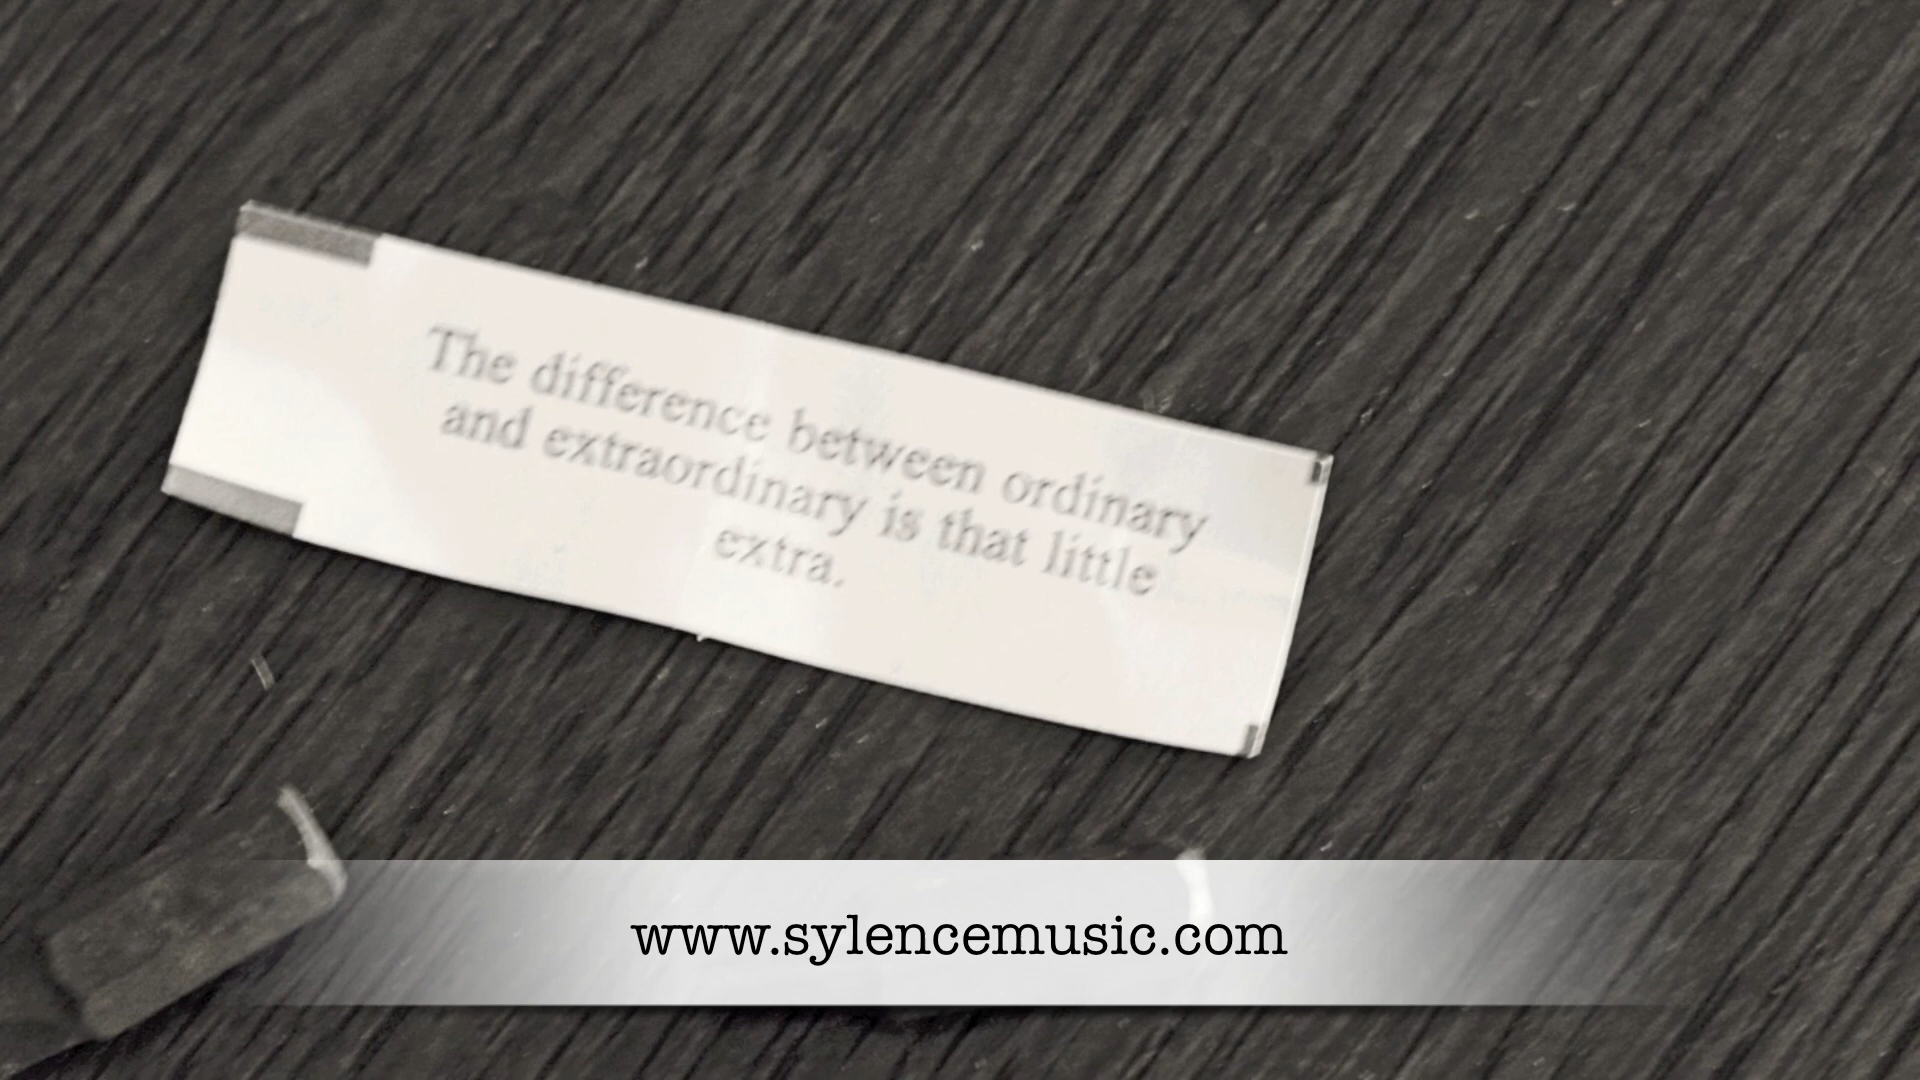 The difference between ordinary
and extraordinary is that little
extra.
www.sylencemusic.com